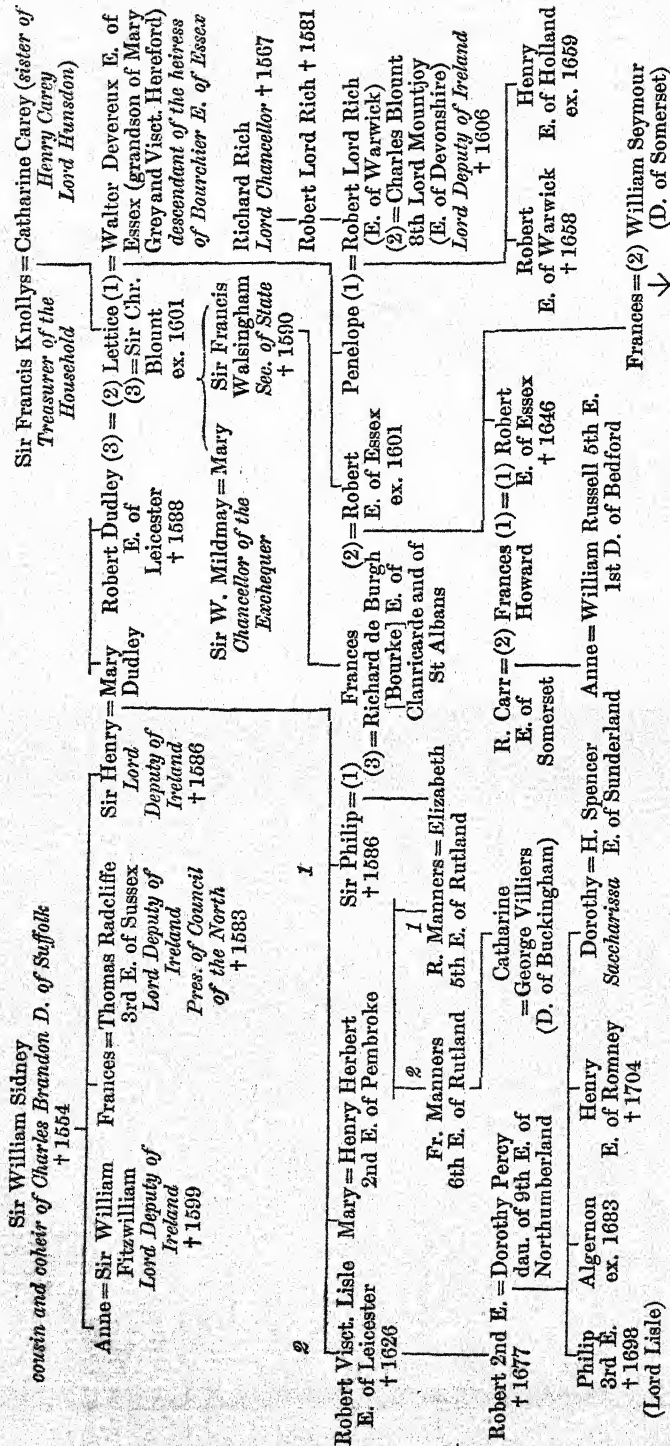 Sir William Sidney
cousin and coheir of Charles Brandon D. of Suffolk
†1554
Anne=Sir William
Fitzwilliam
Lord Deputy of
Ireland
†1599
Frances=Thomas Radcliffe
3rd E. of Sussex
Lord Deputy of
Ireland
Pres. of Council
of the North
†1583
Sir Henry=Mary
Lord
Deputy of
Ireland
†1586
Dudley
Robert Dudley (3)=(2) Lettice (1)=Walter Devereux E. of
E. of
Leicester
†1588
(3)=Sir Chr.
Blount
ex. 1601
Essex (grandson of Mary
Grey and Visct. Hereford)
descendant of the heiress
of Bourchier E. of Essex
Sir Francis Knollys=Catharine Carey (sister of
Treasurer of the
Household
Henry Carey
Lord Hunsdon)
Sir W. Mildmay=Mary
Chancellor of the
Exchequer
Sir Francis
Walsingham
Sec. of State
†1590
Richard Rich
Lord Chancellor †1567
Robert Lord Rich †1581
2
Robert Visct. Lisle
E. of Leicester
†1626
Mary=Henry Herbert
2nd E. of Pembroke
1
Sir Philip=(1)
†1586
Frances
(3)=Richard de Burgh
[Bourke] E. of
Clanricarde and of
St Albans
(2)=Robert
E. of Essex
ex. 1601
Penelope (1)=Robert Lord Rich
(E. of Warwick)
(2)=Charles Blount
8th Lord Mountjoy
(E. of Devonshire)
Lord Deputy of Ireland
†1606
2
Fr. Manners
6th E. of Rutland
1
R. Manners=Elizabeth
5th E. of Rutland
Catharine
=George Villiers
(D. of Buckingham)
R. Carr=(2) Frances (1)=(1) Robert
E. of
Somerset
Howard
E. of Essex
†1646
Robert
E. of Warwick
†1658
Henry
E. of Holland
ex. 1659
Robert 2nd E.=Dorothy Percy
†1677
dau. of 9th E. of
Northumberland
Philip
3rd E.
†1698
(Lord Lisle)
Algernon
ex. 1683
Henry
E. of Romney
†1704
Dorothy=H. Spencer
Saccharissa
E. of Sunderland
Anne=William Russell 5th E.
1st D. of Bedford
Frances=(2) William Seymour
(D. of Somerset)